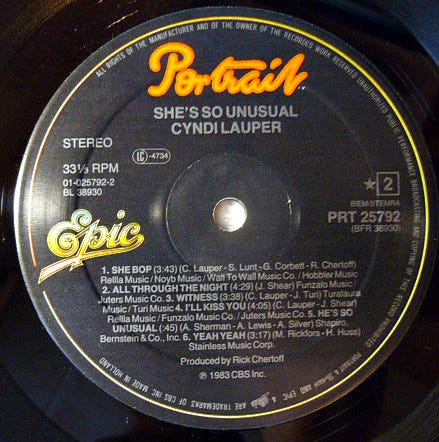 ALL RIGHTS OF THE MANUFACTURER AND OF THE OWNER OF THE RECORDED WORK RESERVED UNAUTHORIZED PUBLIC PERFORMANCE BROADCASTING AND COPYING OF THIS RECORD PROHIBITED
Portrait
SHE'S SO UNUSUAL
CYNDI LAUPER
STEREO
LC-4734
33⅓ RPM
01-025792-2
BL 38930
★ 2
BIEM/STEMRA
PRT 25792
(BFR 38930)
Epic
1. SHE BOP (3:43) (C. Lauper - S. Lunt - G. Corbett - R. Chertoff)
Rellla Music / Noyb Music / Watt To Wall Music Co. / Hobbler Music
2. ALL THROUGH THE NIGHT (4:29) (J. Shear) Funzalo Music /
Juters Music Co. 3. WITNESS (3:38) (C. Lauper - J. Turi) Turalaura
Music / Turi Music 4. I'LL KISS YOU (4:05) (C. Lauper - J. Shear)
Rellla Music / Funzalo Music / Juters Music Co. 5. HE'S SO
UNUSUAL (:45) (A. Sherman - A. Lewis - A. Silver) Shapiro,
Bernstein & Co., Inc. 6. YEAH YEAH (3:17) (M. Rickfors - H. Huss)
Stainless Music Corp.
Produced by Rick Chertoff
℗ 1983 CBS Inc.
MADE IN HOLLAND
ARE TRADEMARKS OF CBS INC